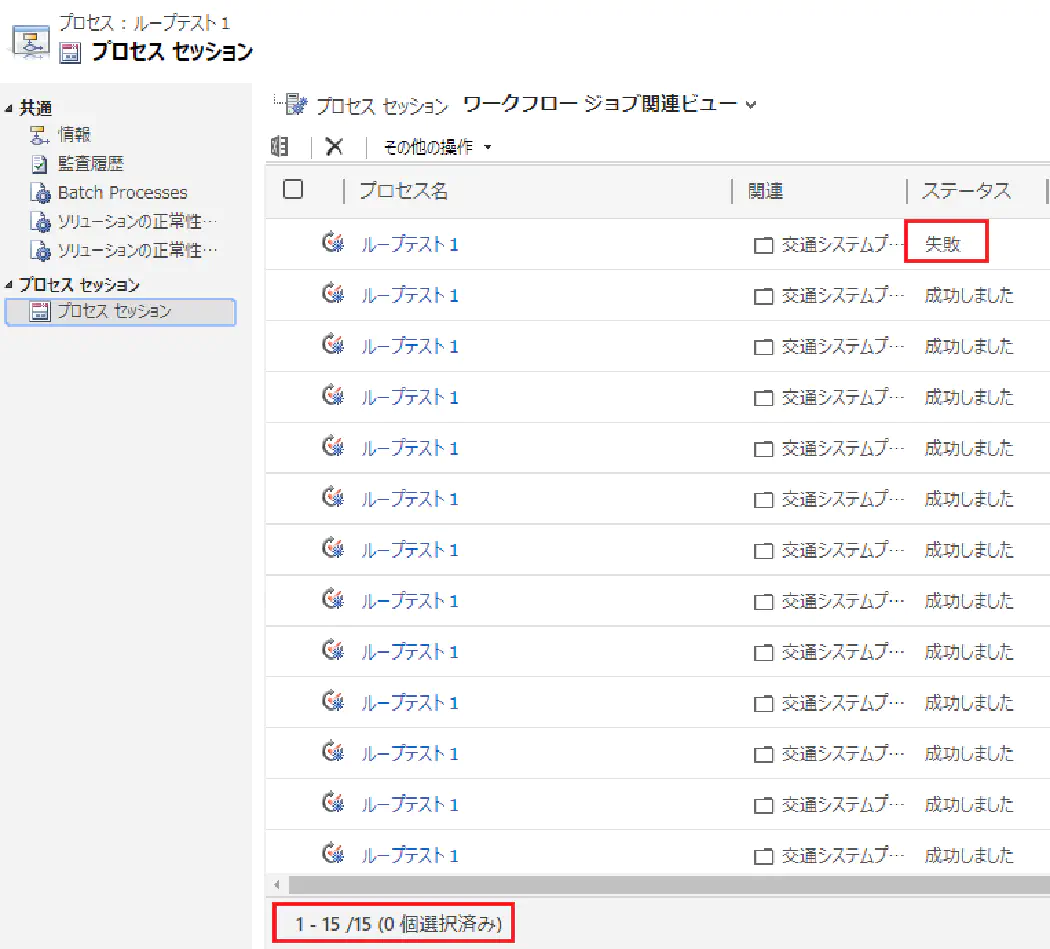 プロセス : ループテスト 1
プロセス セッション
共通
情報
監査履歴
Batch Processes
ソリューションの正常性…
ソリューションの正常性…
プロセス セッション
プロセス セッション
プロセス セッション ワークフロー ジョブ関連ビュー
その他の操作
プロセス名 関連 ステータス
ループテスト 1 交通システムプ… 失敗
ループテスト 1 交通システムプ… 成功しました
ループテスト 1 交通システムプ… 成功しました
ループテスト 1 交通システムプ… 成功しました
ループテスト 1 交通システムプ… 成功しました
ループテスト 1 交通システムプ… 成功しました
ループテスト 1 交通システムプ… 成功しました
ループテスト 1 交通システムプ… 成功しました
ループテスト 1 交通システムプ… 成功しました
ループテスト 1 交通システムプ… 成功しました
ループテスト 1 交通システムプ… 成功しました
ループテスト 1 交通システムプ… 成功しました
ループテスト 1 交通システムプ… 成功しました
1 - 15 /15 (0 個選択済み)